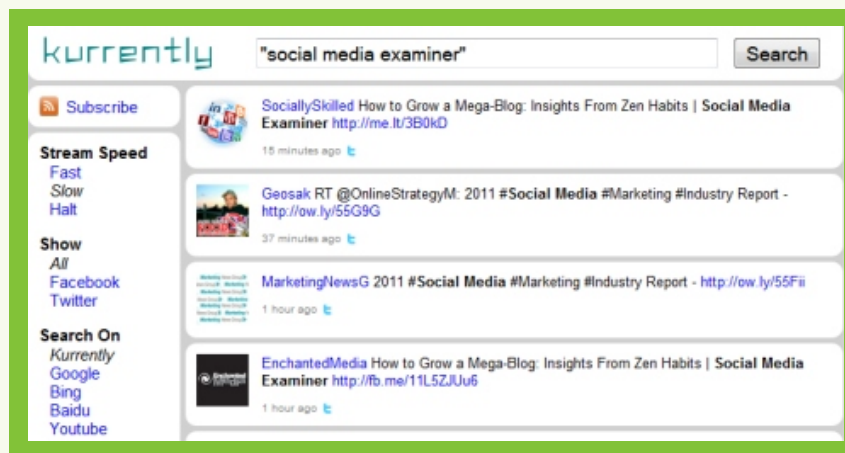 kurrently
"social media examiner"
Search
Subscribe
Stream Speed
Fast
Slow
Halt
Show
All
Facebook
Twitter
Search On
Kurrently
Google
Bing
Baidu
Youtube
SociallySkilled How to Grow a Mega-Blog: Insights From Zen Habits | Social Media
Examiner http://me.lt/3B0kD
15 minutes ago
Geosak RT @OnlineStrategyM: 2011 #Social Media #Marketing #Industry Report -
http://ow.ly/55G9G
37 minutes ago
MarketingNewsG 2011 #Social Media #Marketing #Industry Report - http://ow.ly/55Fii
1 hour ago
EnchantedMedia How to Grow a Mega-Blog: Insights From Zen Habits | Social Media
Examiner http://fb.me/11L5ZJUu6
1 hour ago